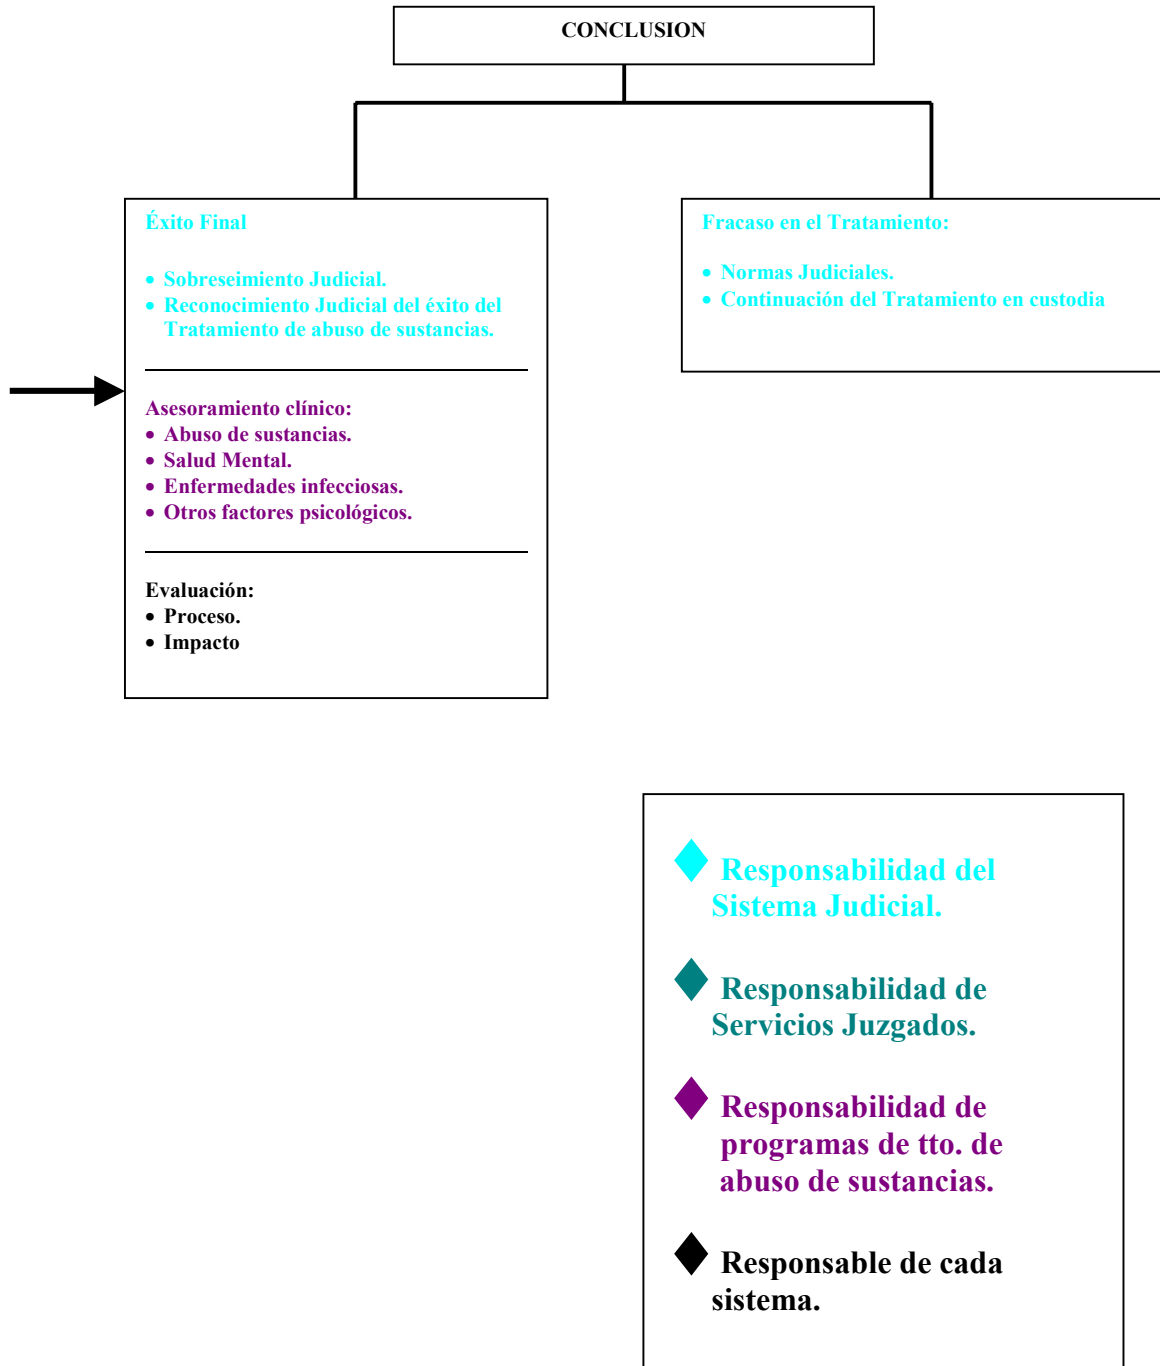 CONCLUSION
Éxito Final
• Sobreseimiento Judicial.
• Reconocimiento Judicial del éxito del
Tratamiento de abuso de sustancias.
Asesoramiento clínico:
• Abuso de sustancias.
• Salud Mental.
• Enfermedades infecciosas.
• Otros factores psicológicos.
Evaluación:
• Proceso.
• Impacto
Fracaso en el Tratamiento:
• Normas Judiciales.
• Continuación del Tratamiento en custodia
Responsabilidad del
Sistema Judicial.
Responsabilidad de
Servicios Juzgados.
Responsabilidad de
programas de tto. de
abuso de sustancias.
Responsable de cada
sistema.